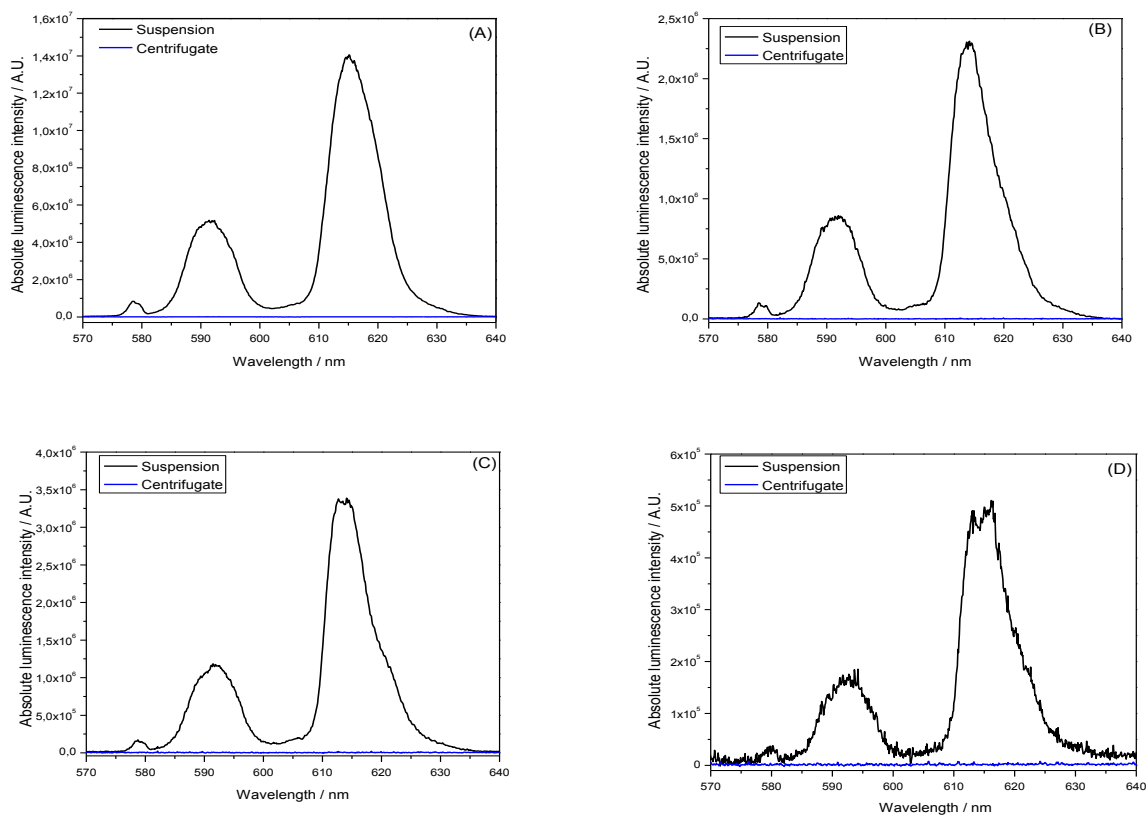 (A)
Suspension
Centrifugate
1,6x10⁷
1,4x10⁷
1,2x10⁷
1,0x10⁷
8,0x10⁶
6,0x10⁶
4,0x10⁶
2,0x10⁶
0,0
Absolute luminescence intensity / A.U.
570 580 590 600 610 620 630 640
Wavelength / nm
(B)
Suspension
Centrifugate
2,5x10⁶
2,0x10⁶
1,5x10⁶
1,0x10⁶
5,0x10⁵
0,0
Absolute luminescence intensity / A.U.
570 580 590 600 610 620 630 640
Wavelength / nm
(C)
Suspension
Centrifugate
4,0x10⁶
3,5x10⁶
3,0x10⁶
2,5x10⁶
2,0x10⁶
1,5x10⁶
1,0x10⁶
5,0x10⁵
0,0
Absolute luminescence intensity / A.U.
570 580 590 600 610 620 630 640
Wavelength / nm
(D)
Suspension
Centrifugate
6x10⁵
5x10⁵
4x10⁵
3x10⁵
2x10⁵
1x10⁵
0
Absolute luminescence intensity / A.U.
570 580 590 600 610 620 630 640
Wavelength / nm